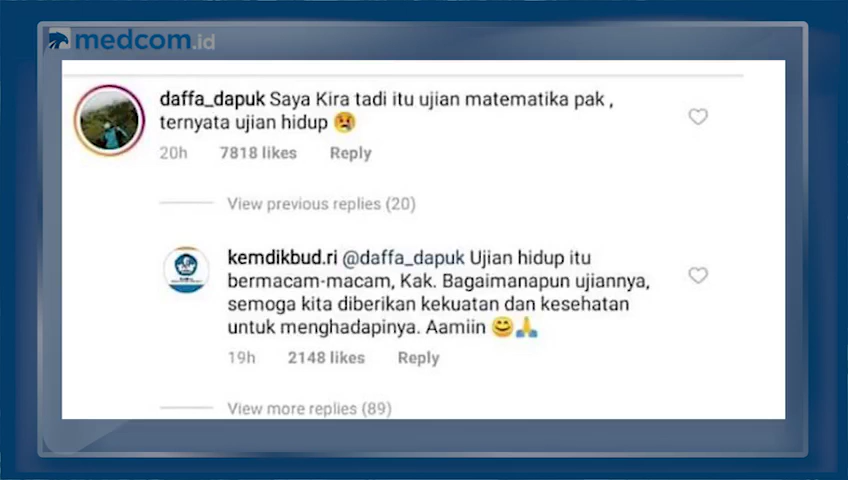 medcom.id
daffa_dapuk Saya Kira tadi itu ujian matematika pak ,
ternyata ujian hidup 😢
20h 7818 likes Reply
View previous replies (20)
kemdikbud.ri @daffa_dapuk Ujian hidup itu
bermacam-macam, Kak. Bagaimanapun ujiannya,
semoga kita diberikan kekuatan dan kesehatan
untuk menghadapinya. Aamiin 😊🙏
19h 2148 likes Reply
View more replies (89)